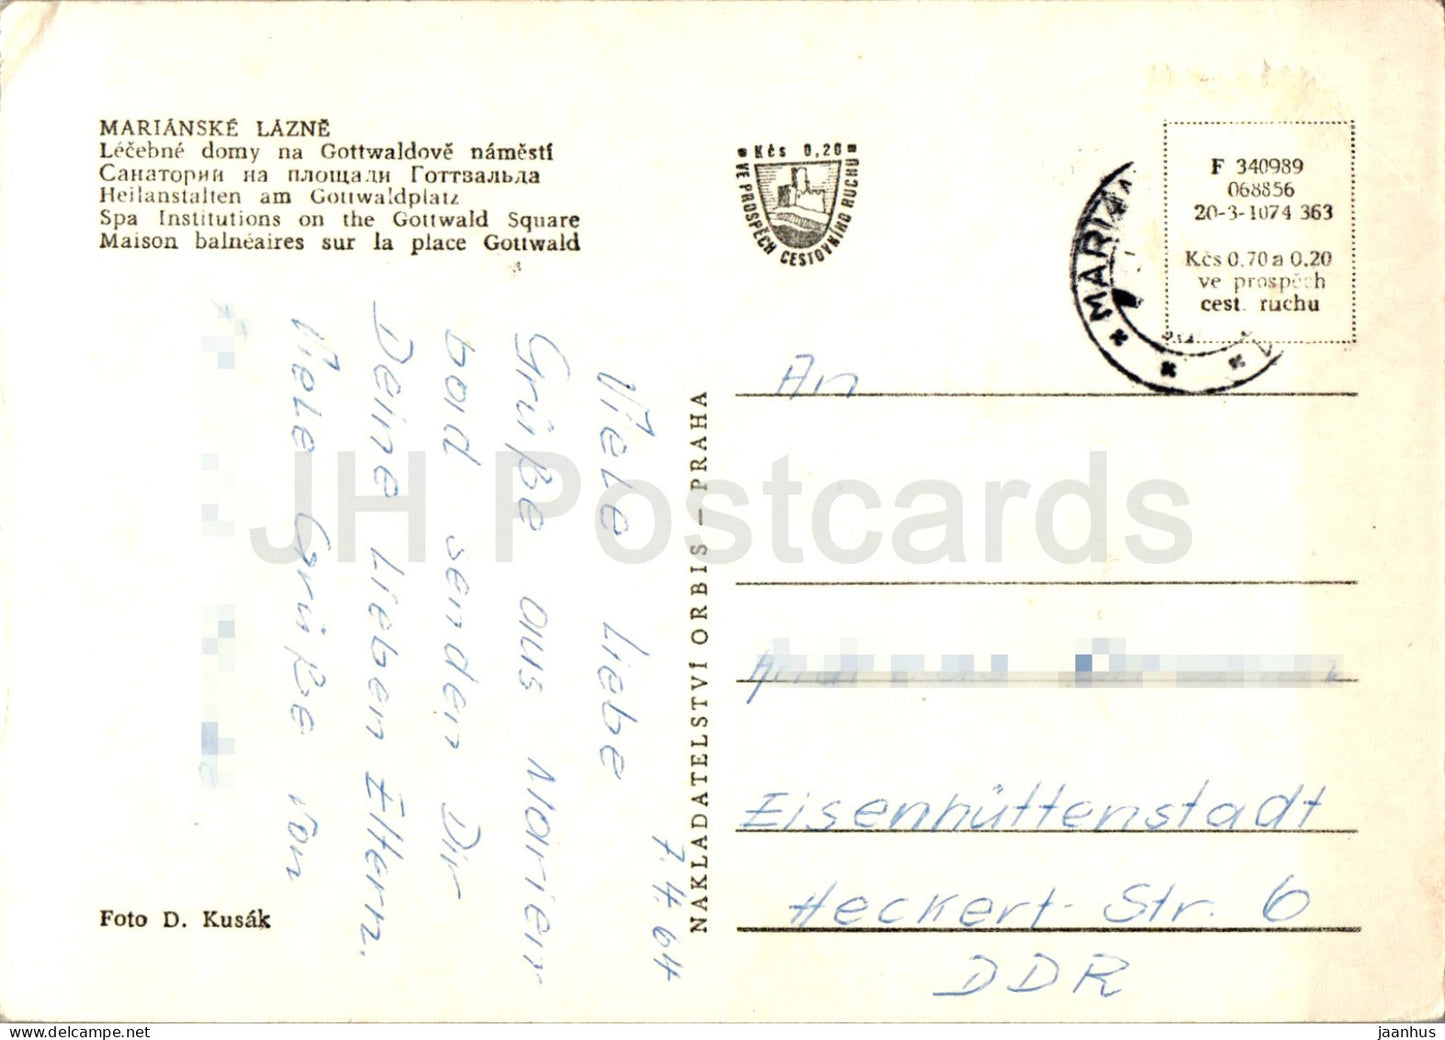 MARIÁNSKÉ LÁZNĚ
Léčebné domy na Gottwaldově náměstí
Санатории на площали Готтвальда
Heilanstalten am Gottwaldplatz
Spa Institutions on the Gottwald Square
Maison balnéaires sur la place Gottwald
Kčs 0,20
VE PROSPĚCH CESTOVNÍHO RUCHU
MARI
F 340989
068856
20-3-1074 363
Kčs 0.70 a 0.20
ve prospěch
cest. ruchu
7.4.64
Viele liebe
Grüße aus Marien
bad senden Dir
Deine lieben Eltern.
Viele Grüße von
NAKLADATELSTVÍ ORBIS — PRAHA
An
Eisenhüttenstadt
Heckert-Str. 6
DDR
Foto D. Kusák
JH Postcards
jaanhus | delcampe.net